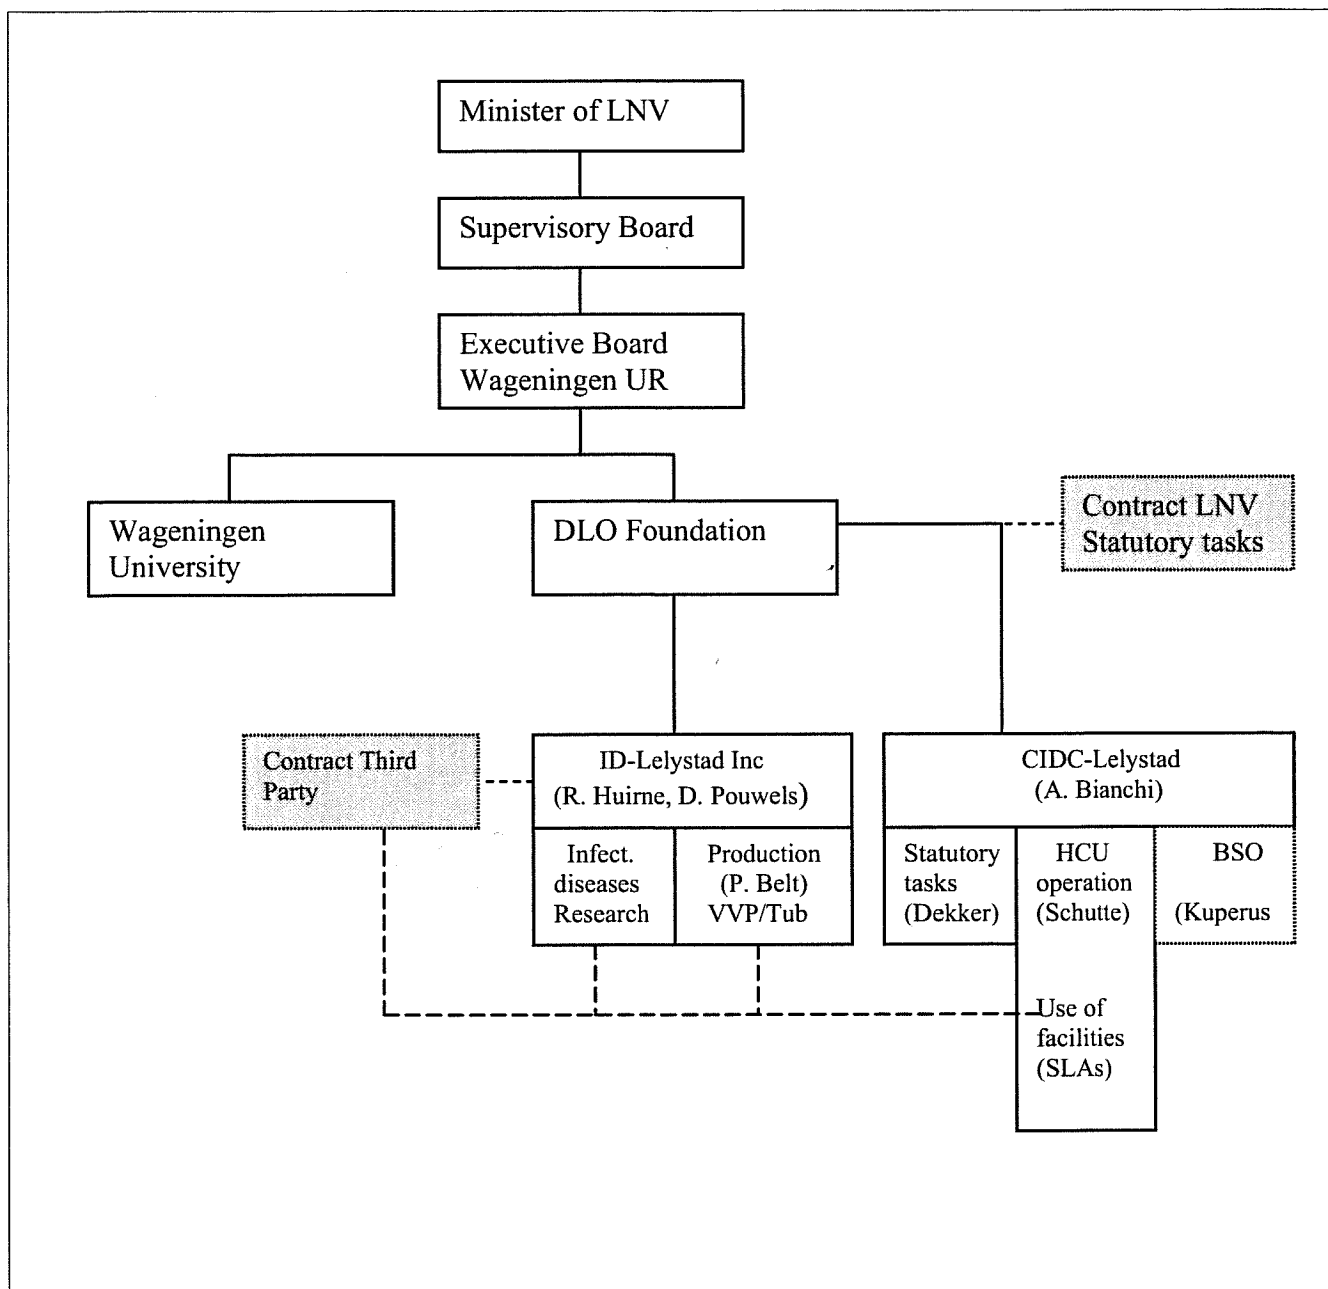 Minister of LNV
Supervisory Board
Executive Board
Wageningen UR
Wageningen
University
DLO Foundation
Contract LNV
Statutory tasks
Contract Third
Party
ID-Lelystad Inc
(R. Huirne, D. Pouwels)
CIDC-Lelystad
(A. Bianchi)
Infect.
diseases
Research
Production
(P. Belt)
VVP/Tub
Statutory
tasks
(Dekker)
HCU
operation
(Schutte)
BSO
(Kuperus
Use of
facilities
(SLAs)